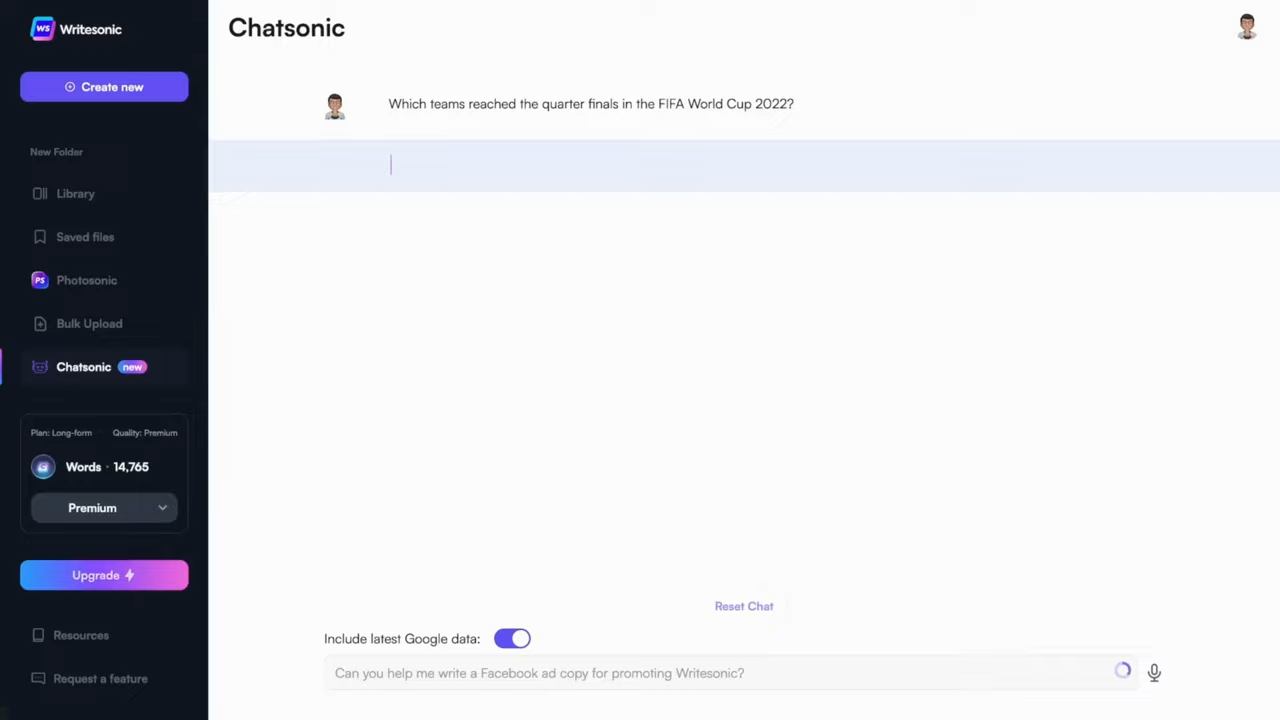 WS Writesonic
Chatsonic
Create new
Which teams reached the quarter finals in the FIFA World Cup 2022?
New Folder
Library
Saved files
PS Photosonic
Bulk Upload
Chatsonic new
Plan: Long-form Quality: Premium
G Words · 14,765
Premium
Upgrade
Reset Chat
Include latest Google data:
Resources
Can you help me write a Facebook ad copy for promoting Writesonic?
Request a feature